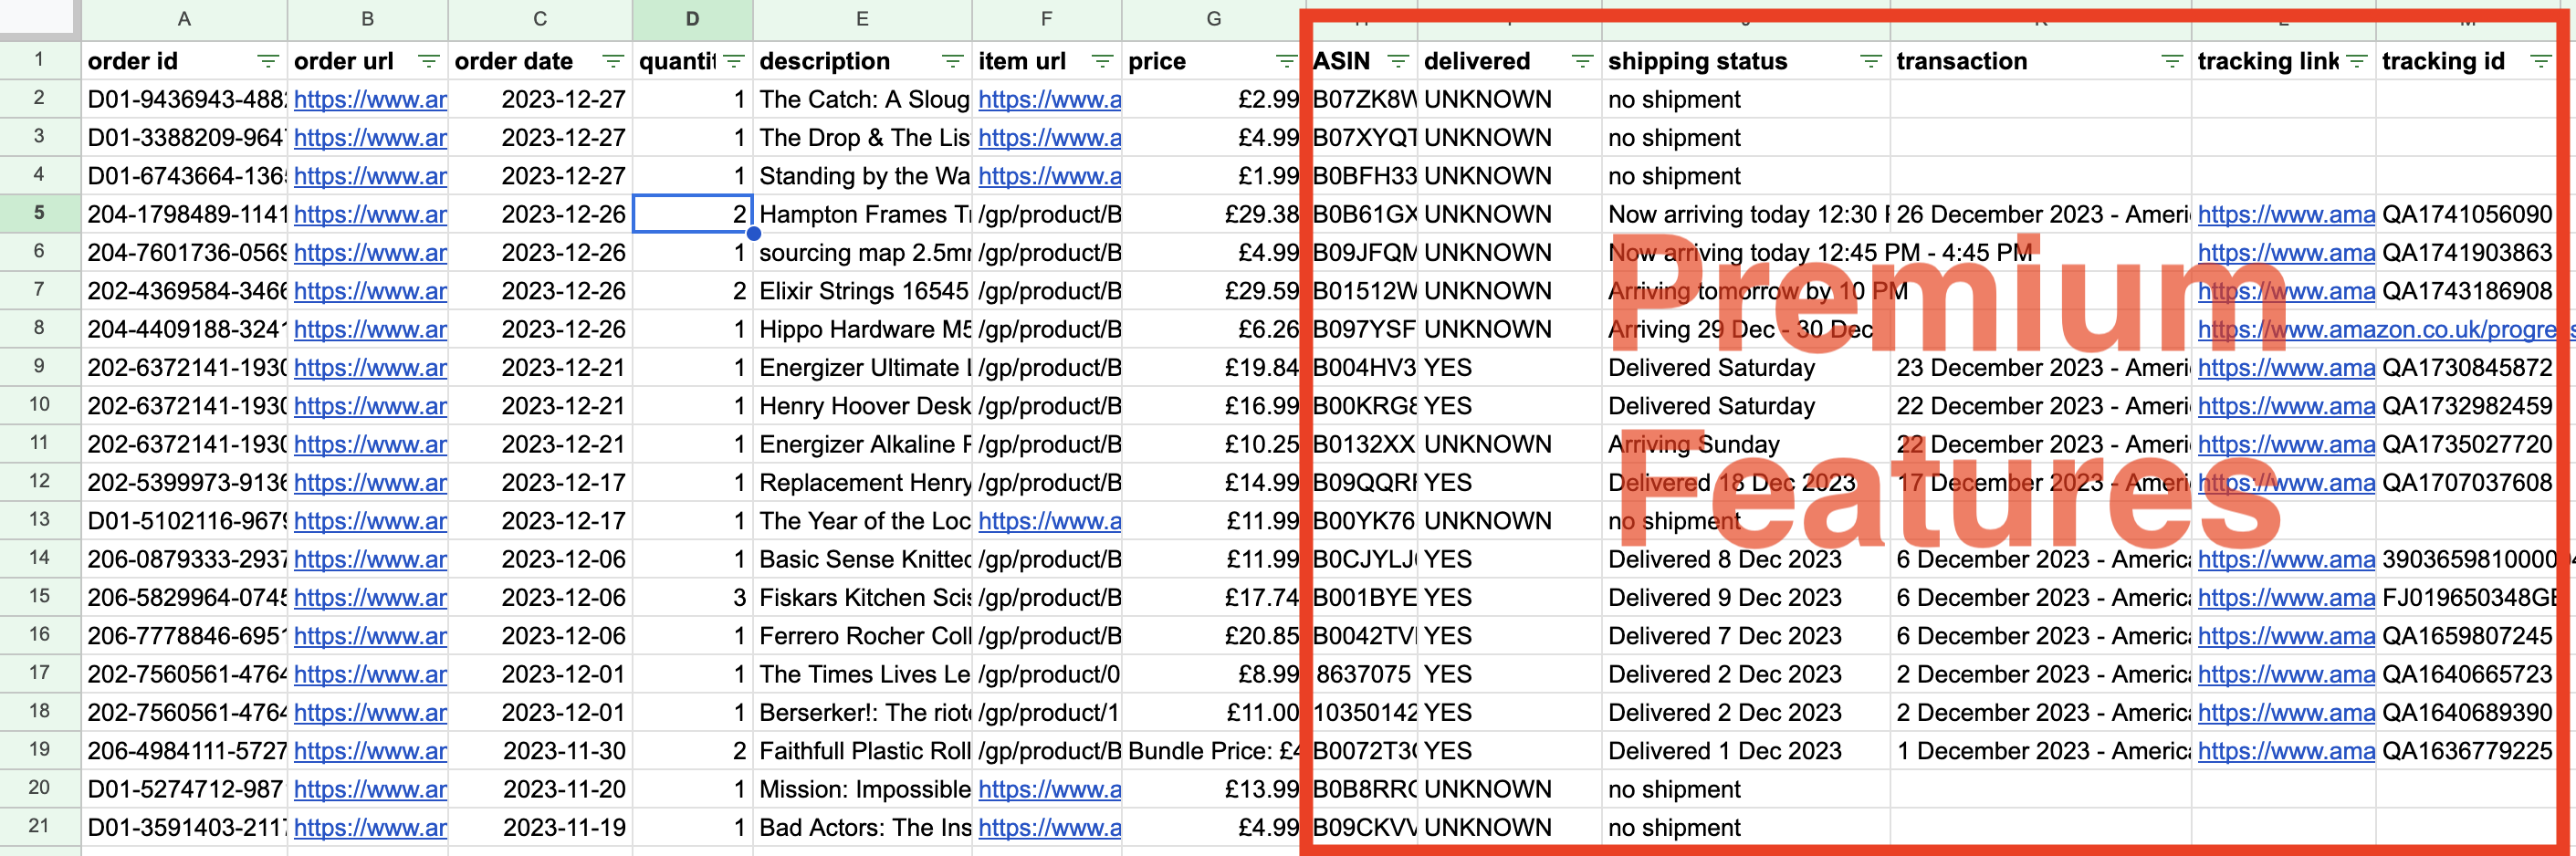 A B C D E F G
1 order id order url order date quantit description item url price ASIN delivered shipping status transaction tracking link tracking id
2 D01-9436943-488 https://www.ar 2023-12-27 1 The Catch: A Sloug https://www.a £2.99 B07ZK8W UNKNOWN no shipment
3 D01-3388209-964 https://www.ar 2023-12-27 1 The Drop & The Lis https://www.a £4.99 B07XYQT UNKNOWN no shipment
4 D01-6743664-136 https://www.ar 2023-12-27 1 Standing by the Wa https://www.a £1.99 B0BFH33 UNKNOWN no shipment
5 204-1798489-1141 https://www.ar 2023-12-26 2 Hampton Frames Tr /gp/product/B £29.38 B0B61GX UNKNOWN Now arriving today 12:30 26 December 2023 - Ameri https://www.ama QA1741056090
6 204-7601736-0569 https://www.ar 2023-12-26 1 sourcing map 2.5mm /gp/product/B £4.99 B09JFQM UNKNOWN Now arriving today 12:45 PM - 4:45 PM https://www.ama QA1741903863
7 202-4369584-3466 https://www.ar 2023-12-26 2 Elixir Strings 16545 /gp/product/B £29.59 B01512W UNKNOWN Arriving tomorrow by 10 PM https://www.ama QA1743186908
8 204-4409188-3241 https://www.ar 2023-12-26 1 Hippo Hardware M5 /gp/product/B £6.26 B097YSF UNKNOWN Arriving 29 Dec - 30 Dec https://www.amazon.co.uk/progres
9 202-6372141-1930 https://www.ar 2023-12-21 1 Energizer Ultimate L /gp/product/B £19.84 B004HV3 YES Delivered Saturday 23 December 2023 - Ameri https://www.ama QA1730845872
10 202-6372141-1930 https://www.ar 2023-12-21 1 Henry Hoover Desk /gp/product/B £16.99 B00KRG8 YES Delivered Saturday 22 December 2023 - Ameri https://www.ama QA1732982459
11 202-6372141-1930 https://www.ar 2023-12-21 1 Energizer Alkaline P /gp/product/B £10.25 B0132XX UNKNOWN Arriving Sunday 22 December 2023 - Ameri https://www.ama QA1735027720
12 202-5399973-9136 https://www.ar 2023-12-17 1 Replacement Henry /gp/product/B £14.99 B09QQRF YES Delivered 18 Dec 2023 17 December 2023 - Ameri https://www.ama QA1707037608
13 D01-5102116-9679 https://www.ar 2023-12-17 1 The Year of the Loc https://www.a £11.99 B00YK76 UNKNOWN no shipment
14 206-0879333-2937 https://www.ar 2023-12-06 1 Basic Sense Knitted /gp/product/B £11.99 B0CJYLJ YES Delivered 8 Dec 2023 6 December 2023 - America https://www.ama 390365981000
15 206-5829964-0745 https://www.ar 2023-12-06 3 Fiskars Kitchen Scis /gp/product/B £17.74 B001BYE YES Delivered 9 Dec 2023 6 December 2023 - America https://www.ama FJ019650348GB
16 206-7778846-6951 https://www.ar 2023-12-06 1 Ferrero Rocher Coll /gp/product/B £20.85 B0042TV YES Delivered 7 Dec 2023 6 December 2023 - America https://www.ama QA1659807245
17 202-7560561-4764 https://www.ar 2023-12-01 1 The Times Lives Le /gp/product/0 £8.99 8637075 YES Delivered 2 Dec 2023 2 December 2023 - America https://www.ama QA1640665723
18 202-7560561-4764 https://www.ar 2023-12-01 1 Berserker!: The riot /gp/product/1 £11.00 10350142 YES Delivered 2 Dec 2023 2 December 2023 - America https://www.ama QA1640689390
19 206-4984111-5727 https://www.ar 2023-11-30 2 Faithfull Plastic Roll /gp/product/B Bundle Price: £4 B0072T3 YES Delivered 1 Dec 2023 1 December 2023 - America https://www.ama QA1636779225
20 D01-5274712-987 https://www.ar 2023-11-20 1 Mission: Impossible https://www.a £13.99 B0B8RRC UNKNOWN no shipment
21 D01-3591403-2117 https://www.ar 2023-11-19 1 Bad Actors: The Ins https://www.a £4.99 B09CKVV UNKNOWN no shipment
Premium
Features